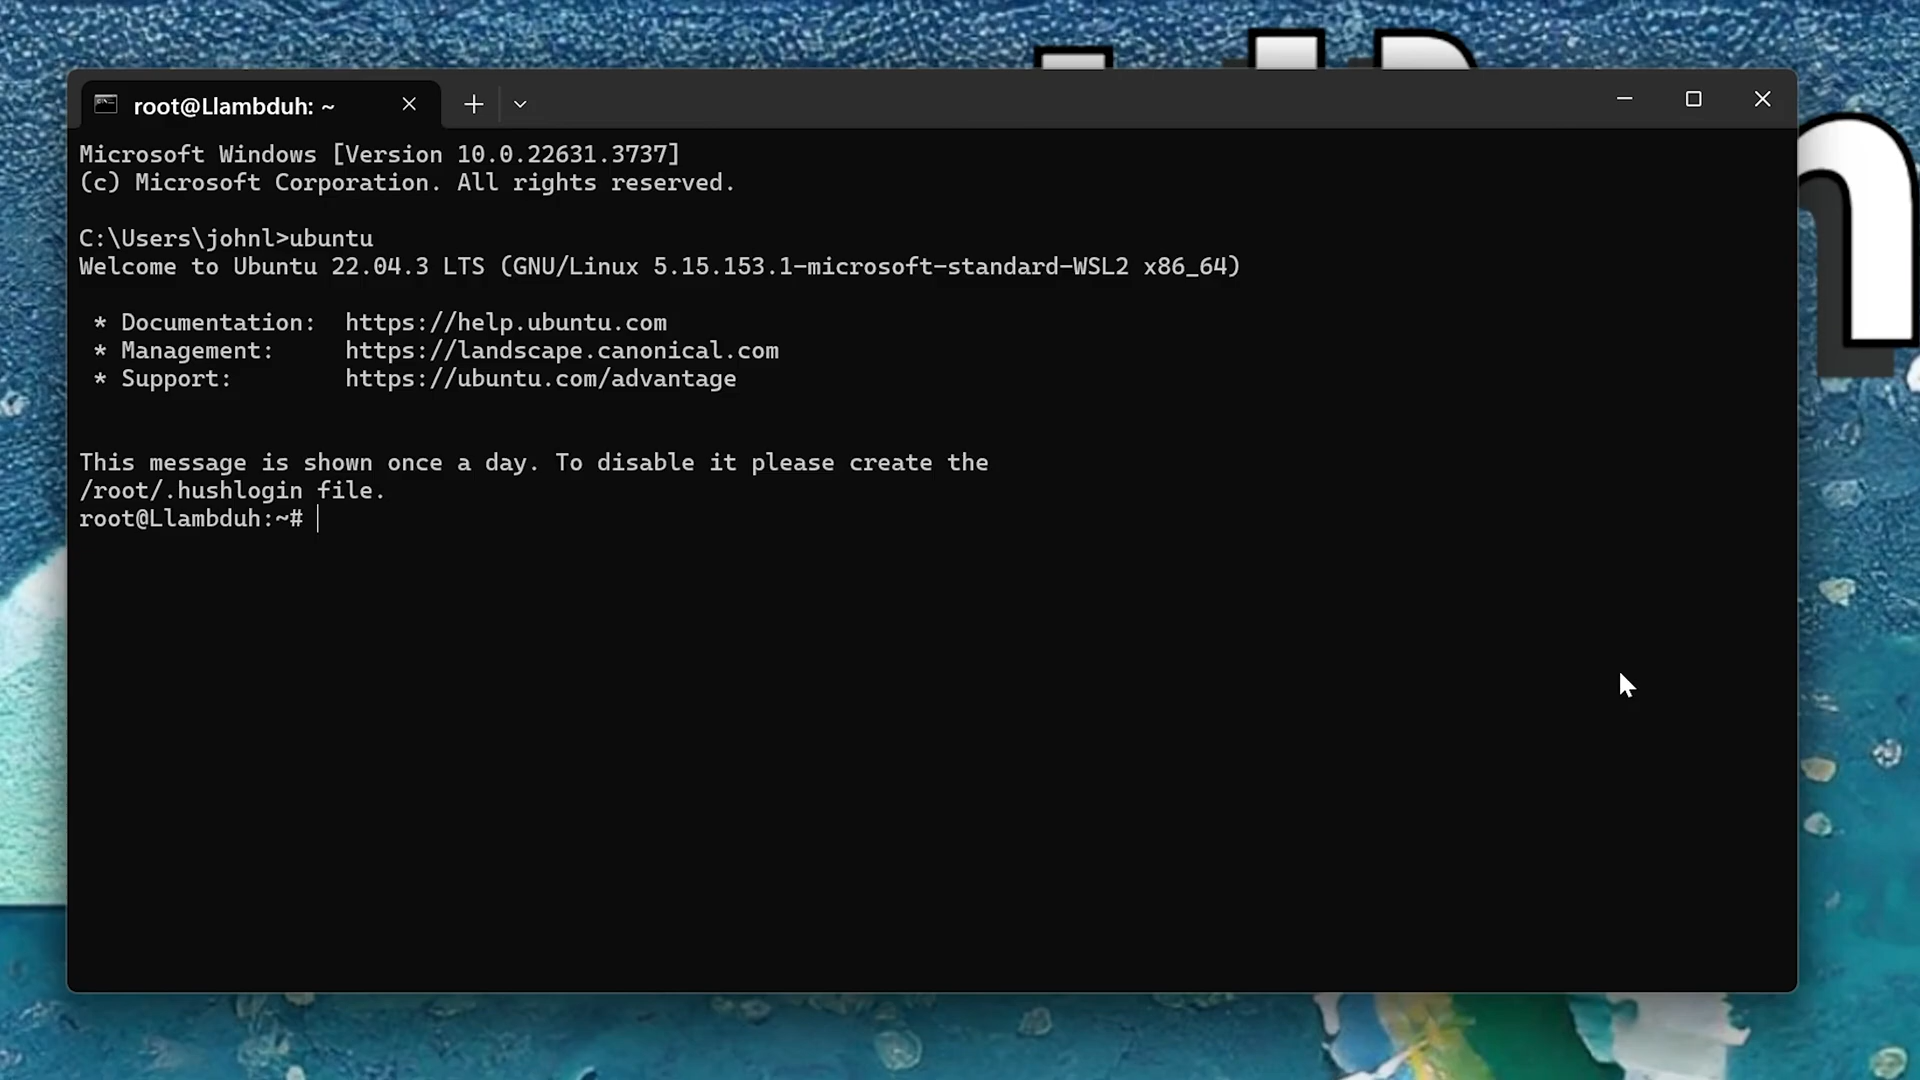 root@Llambduh: ~
Microsoft Windows [Version 10.0.22631.3737]
(c) Microsoft Corporation. All rights reserved.
C:\Users\johnl>ubuntu
Welcome to Ubuntu 22.04.3 LTS (GNU/Linux 5.15.153.1-microsoft-standard-WSL2 x86_64)
* Documentation: https://help.ubuntu.com
* Management: https://landscape.canonical.com
* Support: https://ubuntu.com/advantage
This message is shown once a day. To disable it please create the
/root/.hushlogin file.
root@Llambduh:~#